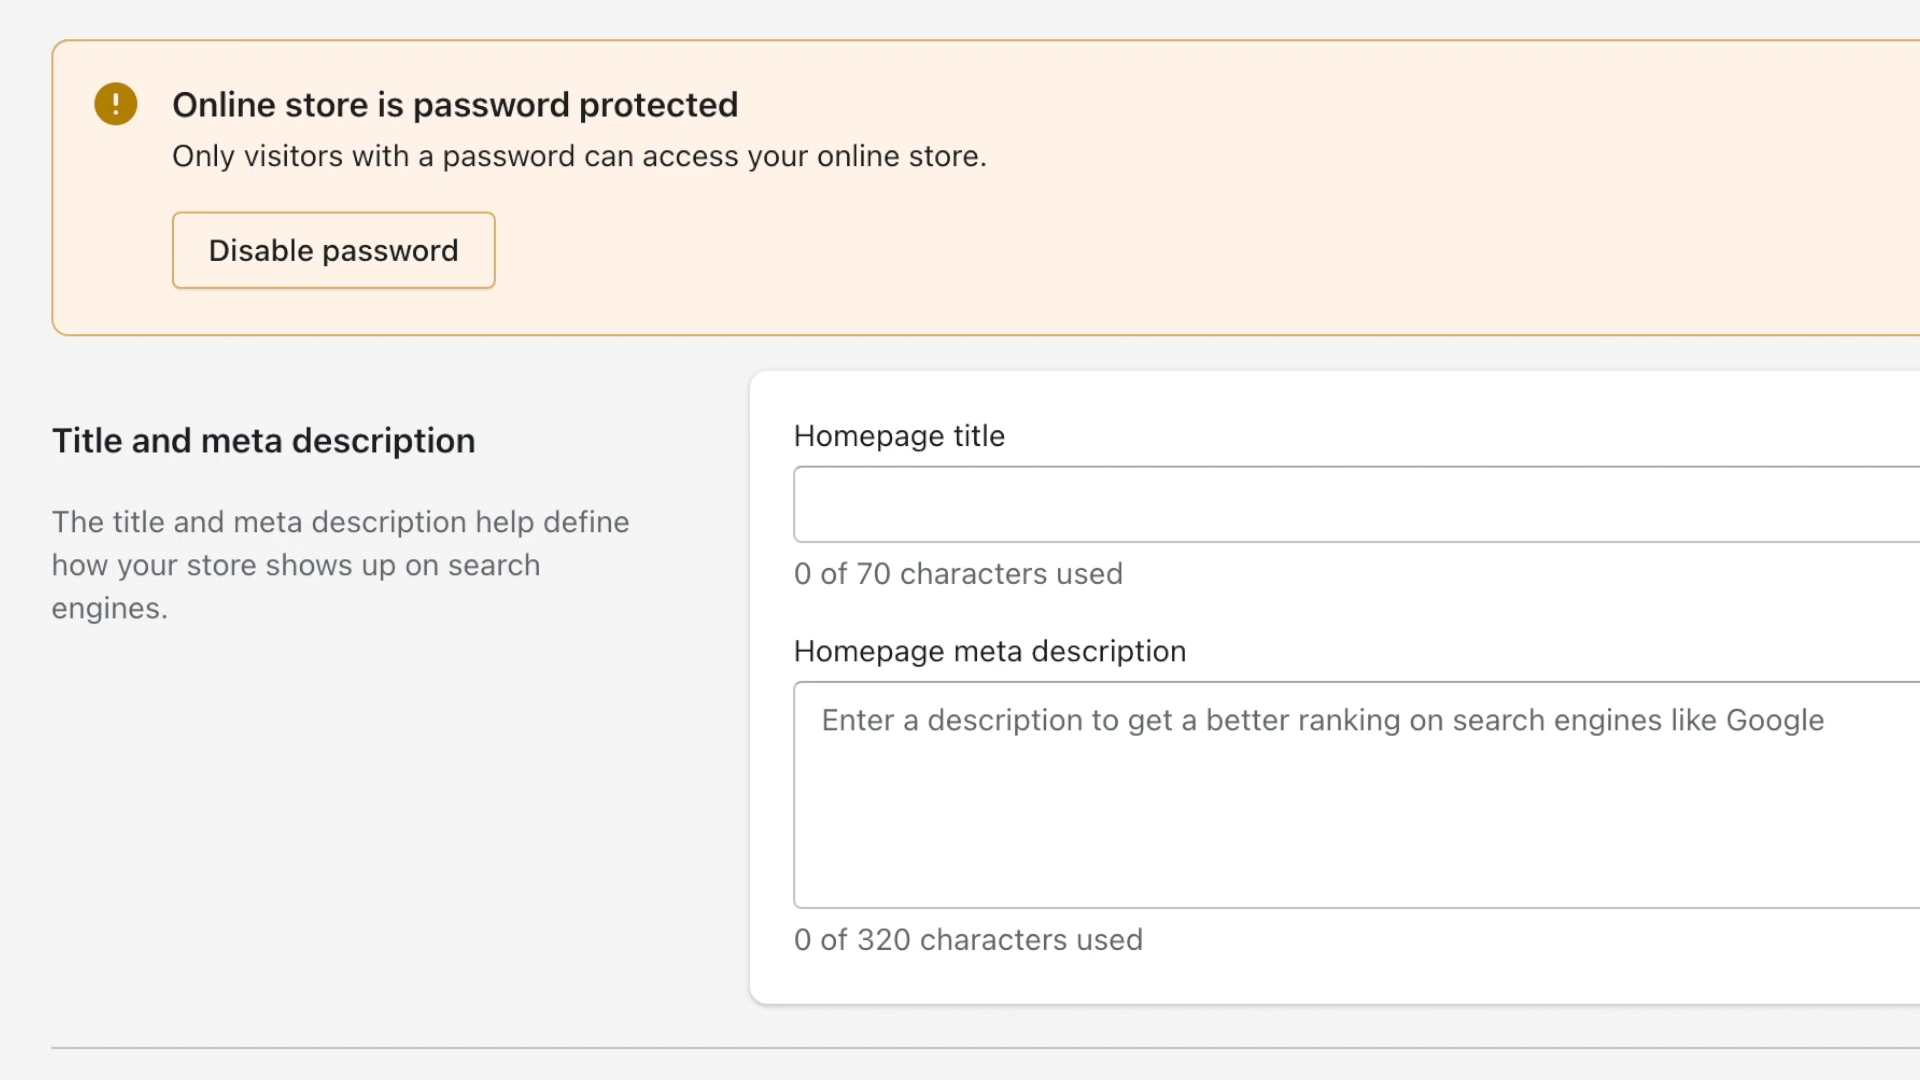 Online store is password protected
Only visitors with a password can access your online store.
Disable password
Title and meta description
The title and meta description help define
how your store shows up on search
engines.
Homepage title
0 of 70 characters used
Homepage meta description
Enter a description to get a better ranking on search engines like Google
0 of 320 characters used